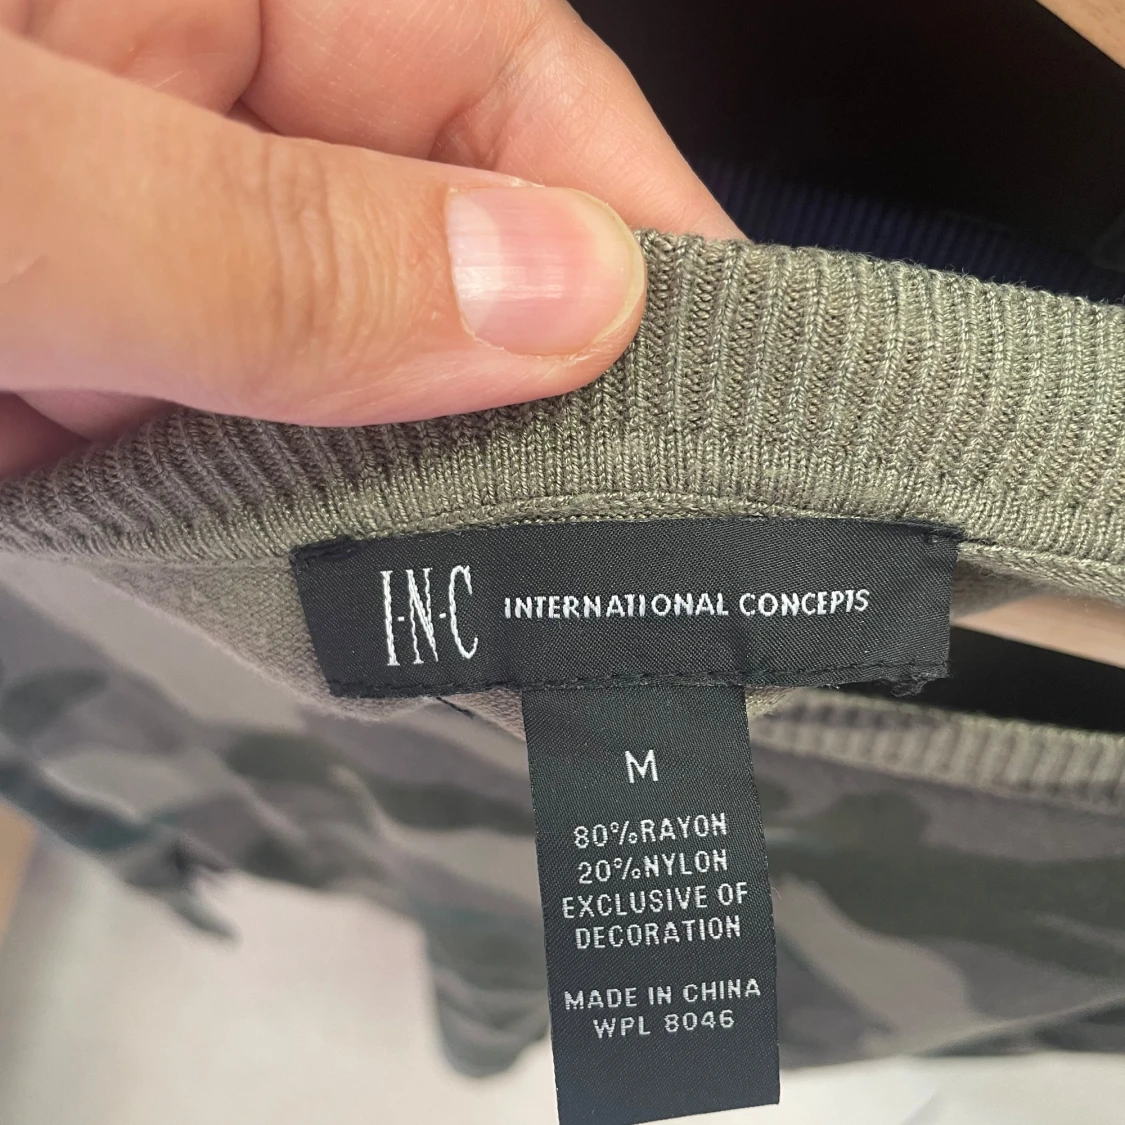 I·N·C INTERNATIONAL CONCEPTS
M
80%RAYON
20%NYLON
EXCLUSIVE OF
DECORATION
MADE IN CHINA
WPL 8046